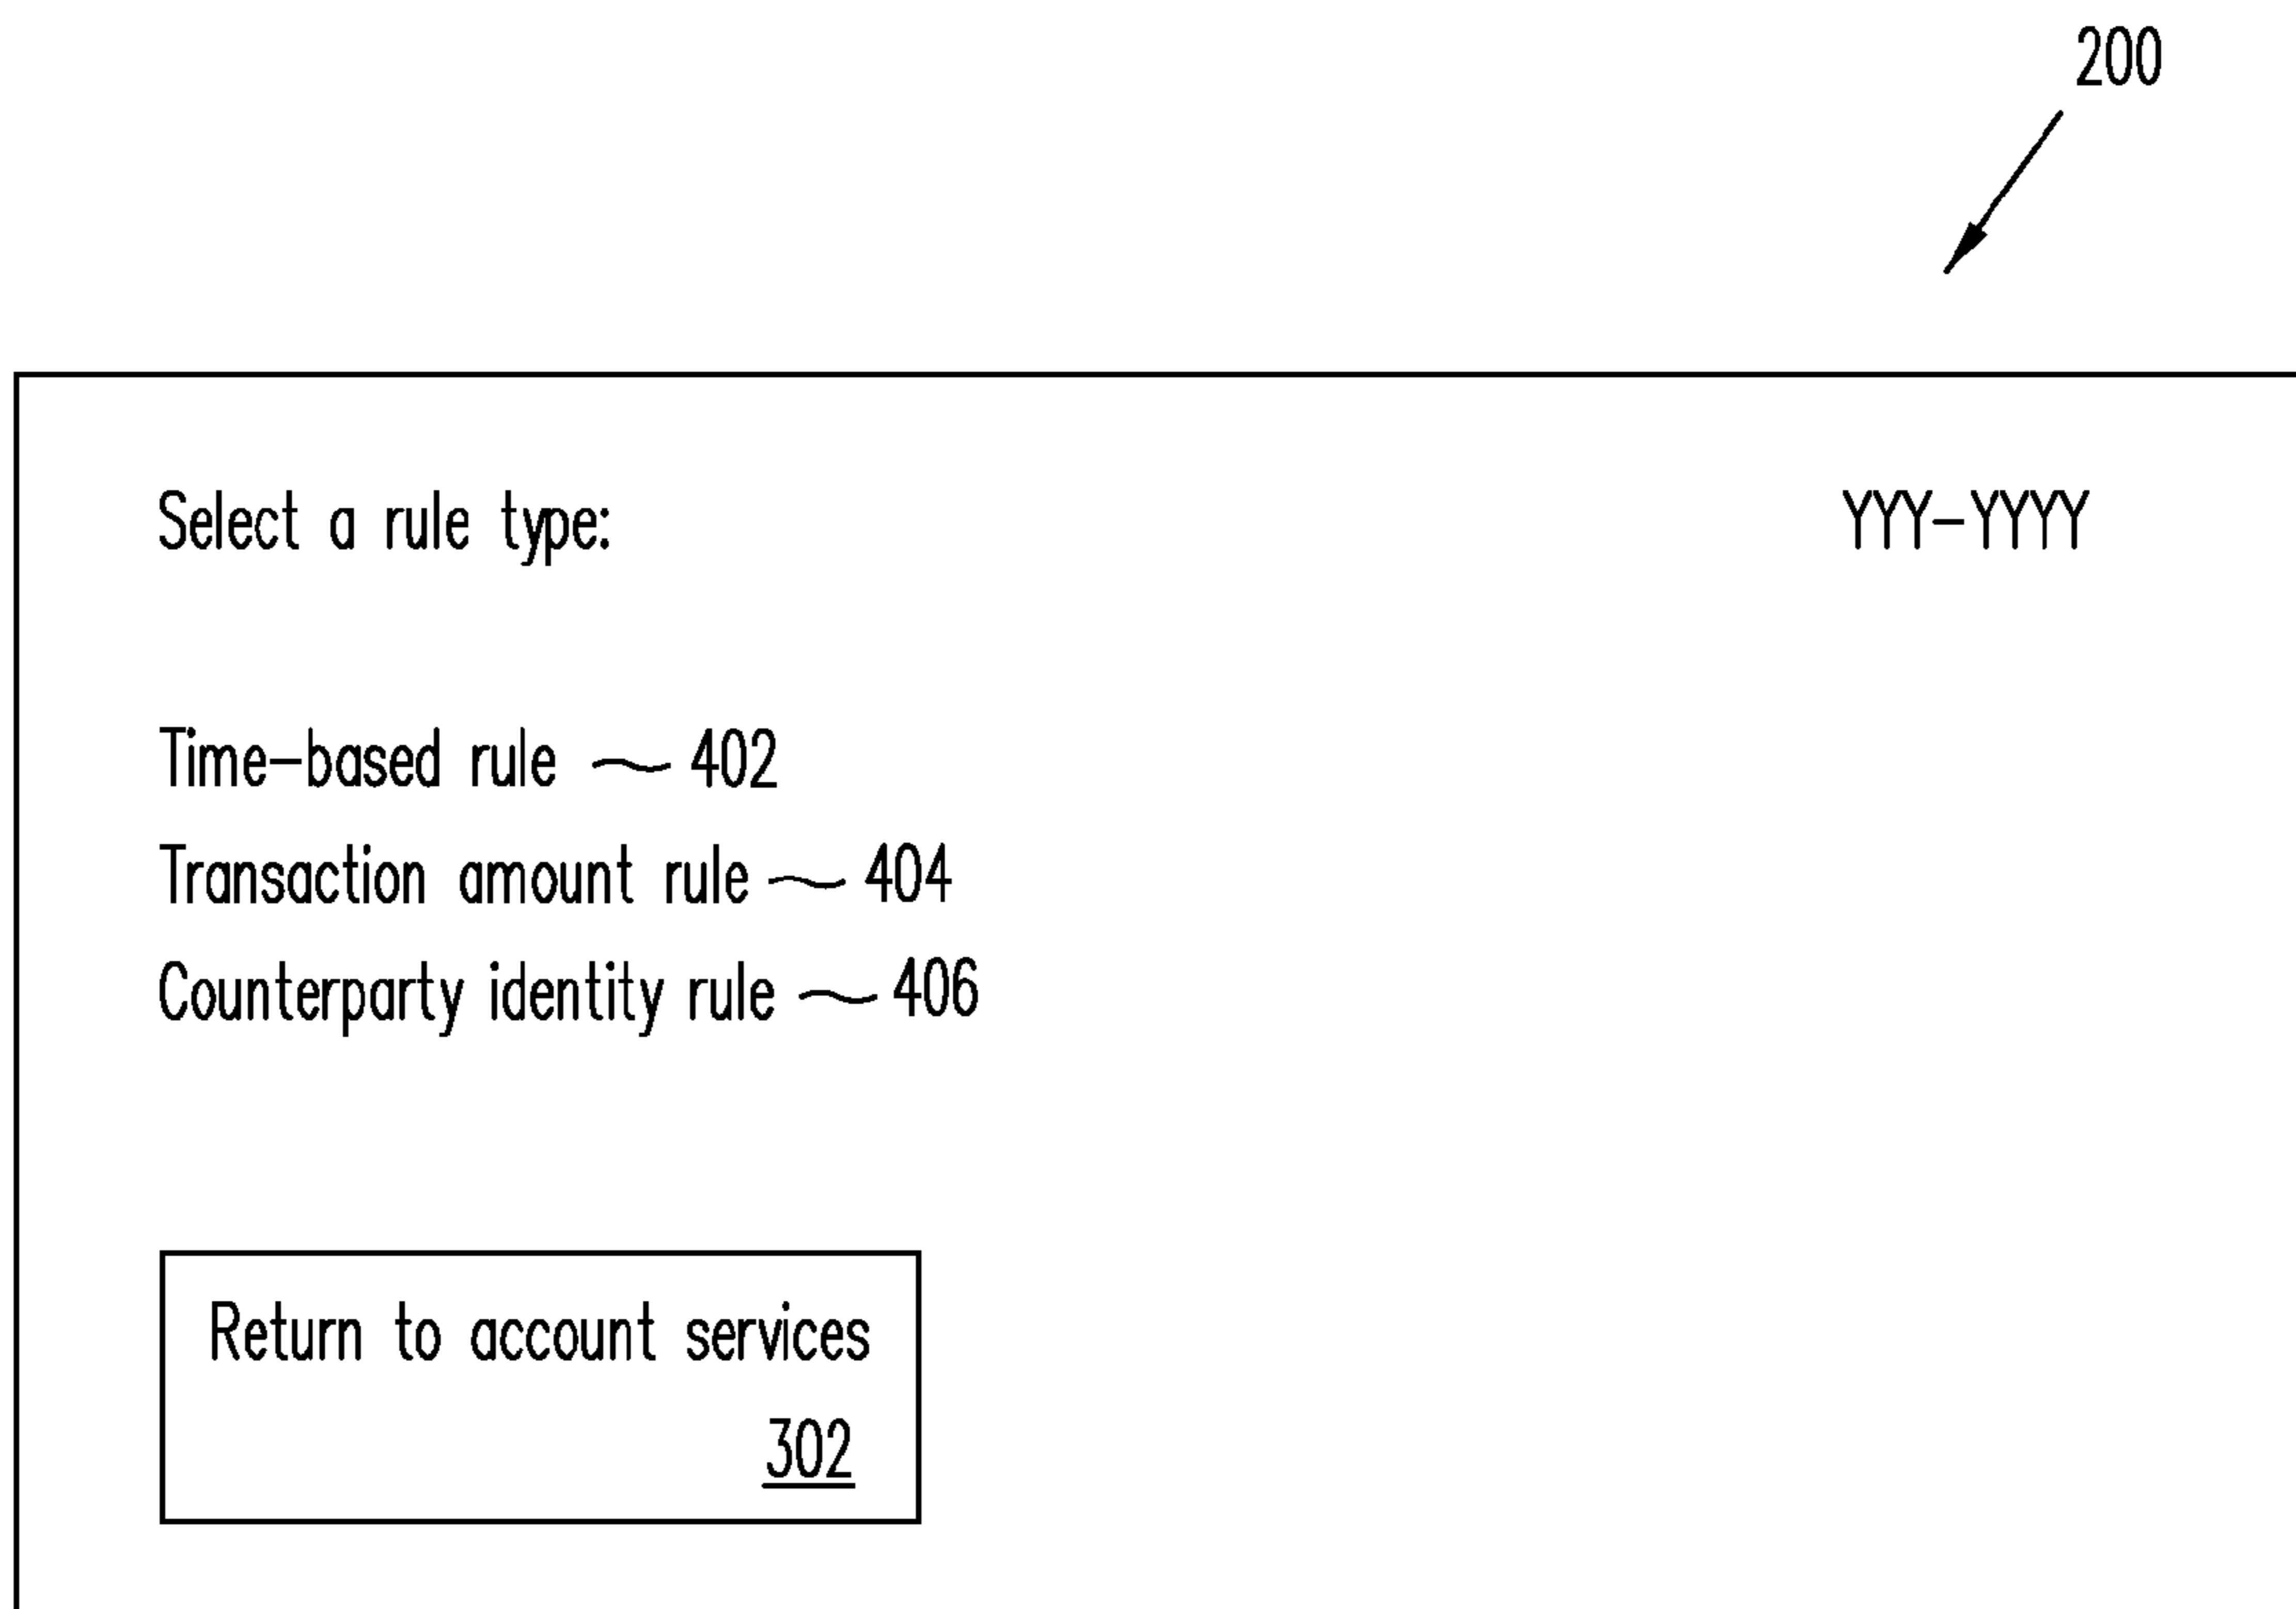 200
Select a rule type: YYY-YYYY
Time-based rule 402
Transaction amount rule 404
Counterparty identity rule 406
Return to account services
302